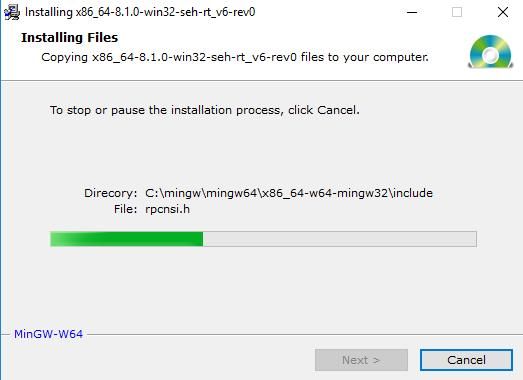 Installing x86_64-8.1.0-win32-seh-rt_v6-rev0
Installing Files
Copying x86_64-8.1.0-win32-seh-rt_v6-rev0 files to your computer.
To stop or pause the installation process, click Cancel.
Direcory: C:\mingw\mingw64\x86_64-w64-mingw32\include
File: rpcnsi.h
MinGW-W64
Next >
Cancel